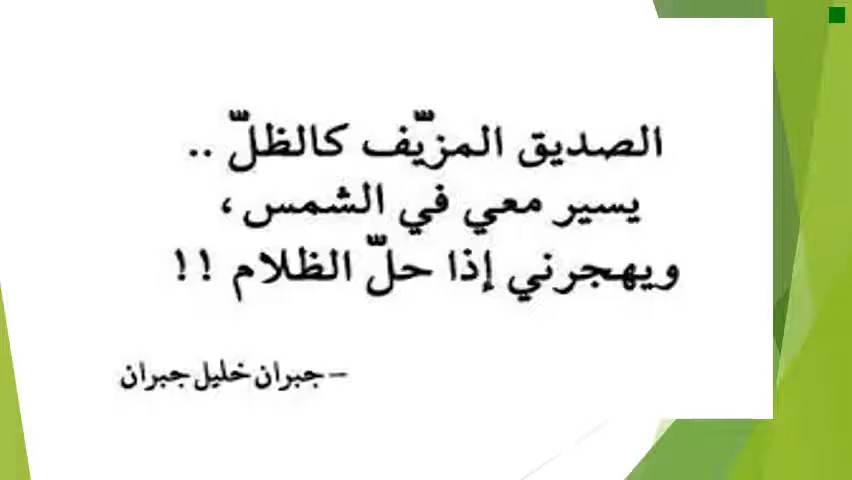 الصديق المزيّف كالظلّ ..
يسير معي في الشمس ،
ويهجرني إذا حلّ الظلام !!
– جبران خليل جبران